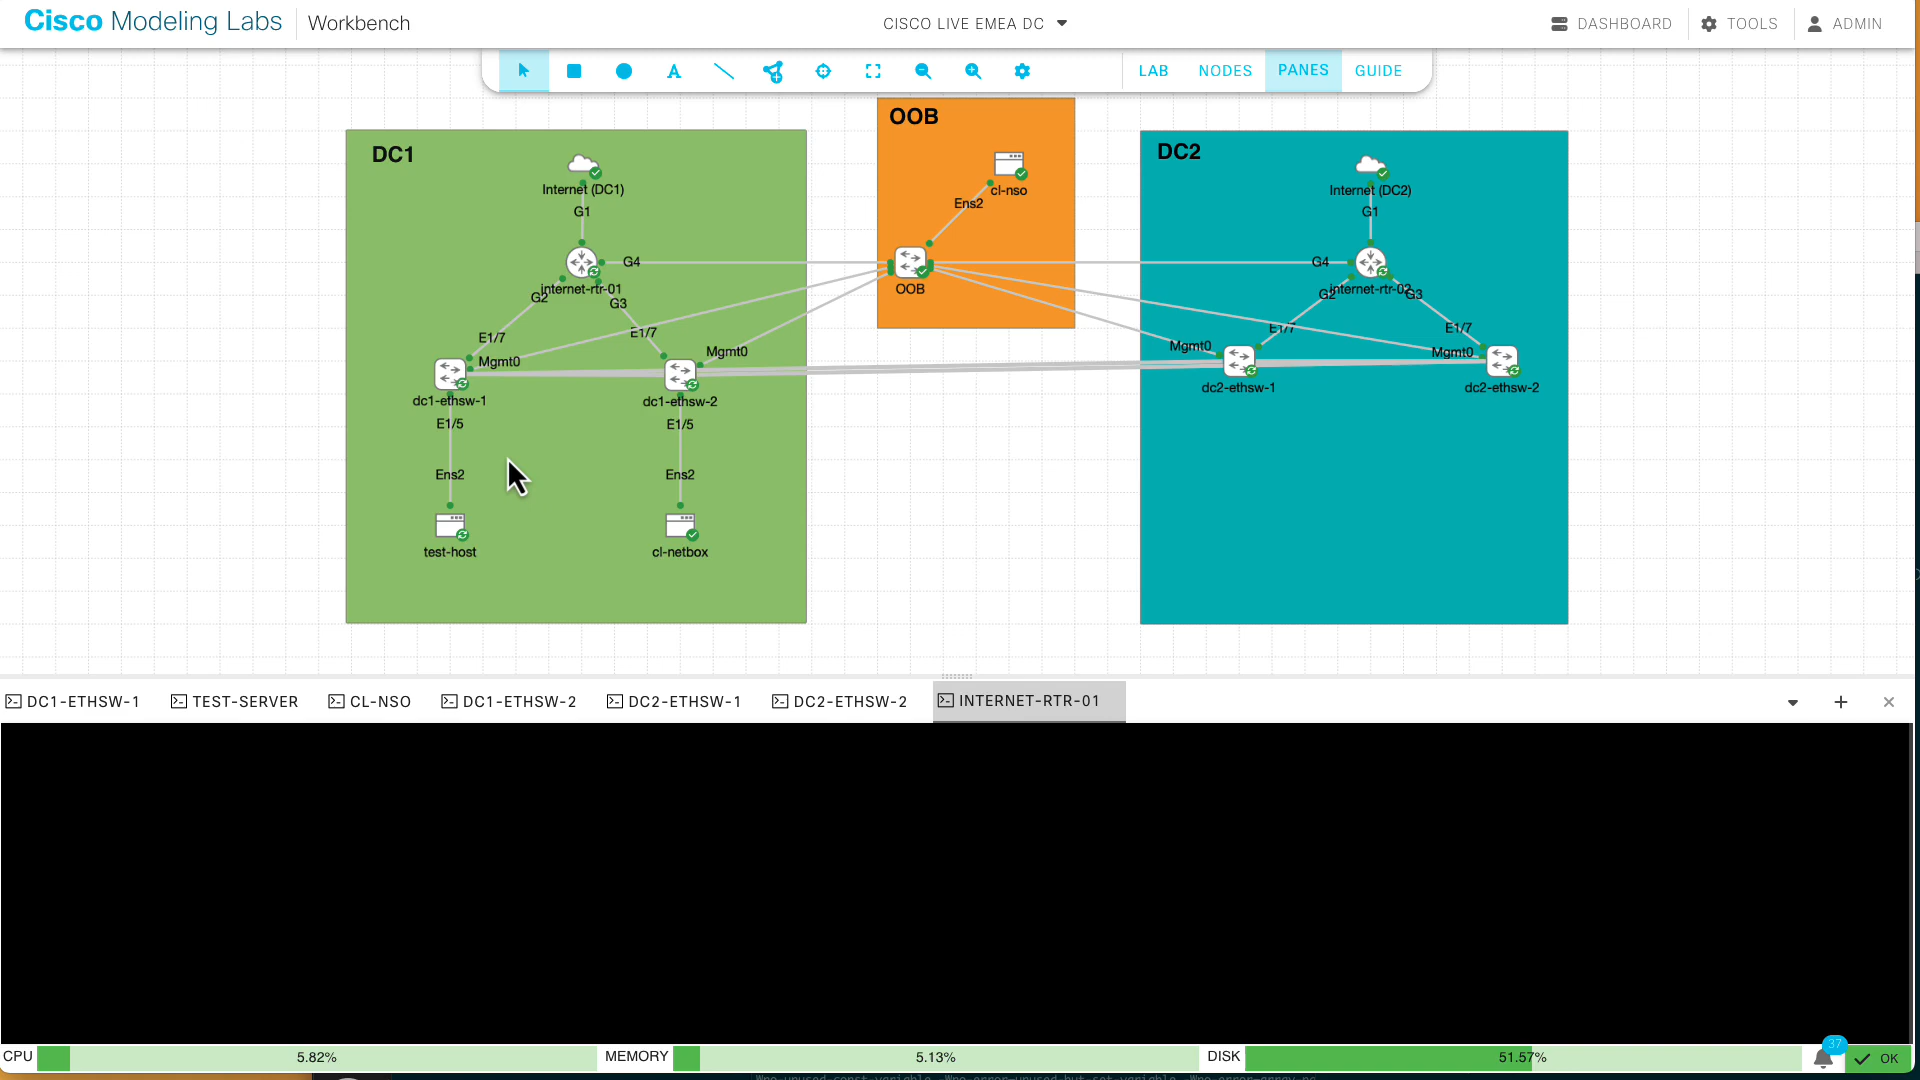 Cisco Modeling Labs
Workbench
CISCO LIVE EMEA DC
DASHBOARD
TOOLS
ADMIN
LAB
NODES
PANES
GUIDE
DC1
Internet (DC1)
G1
G4
internet-rtr-01
G2
G3
E1/7
E1/7
Mgmt0
Mgmt0
dc1-ethsw-1
dc1-ethsw-2
E1/5
E1/5
Ens2
Ens2
test-host
cl-netbox
OOB
cl-nso
Ens2
OOB
DC2
Internet (DC2)
G1
G4
internet-rtr-02
G2
G3
E1/7
E1/7
Mgmt0
Mgmt0
dc2-ethsw-1
dc2-ethsw-2
DC1-ETHSW-1
TEST-SERVER
CL-NSO
DC1-ETHSW-2
DC2-ETHSW-1
DC2-ETHSW-2
INTERNET-RTR-01
CPU
5.82%
MEMORY
5.13%
DISK
51.57%
37
OK